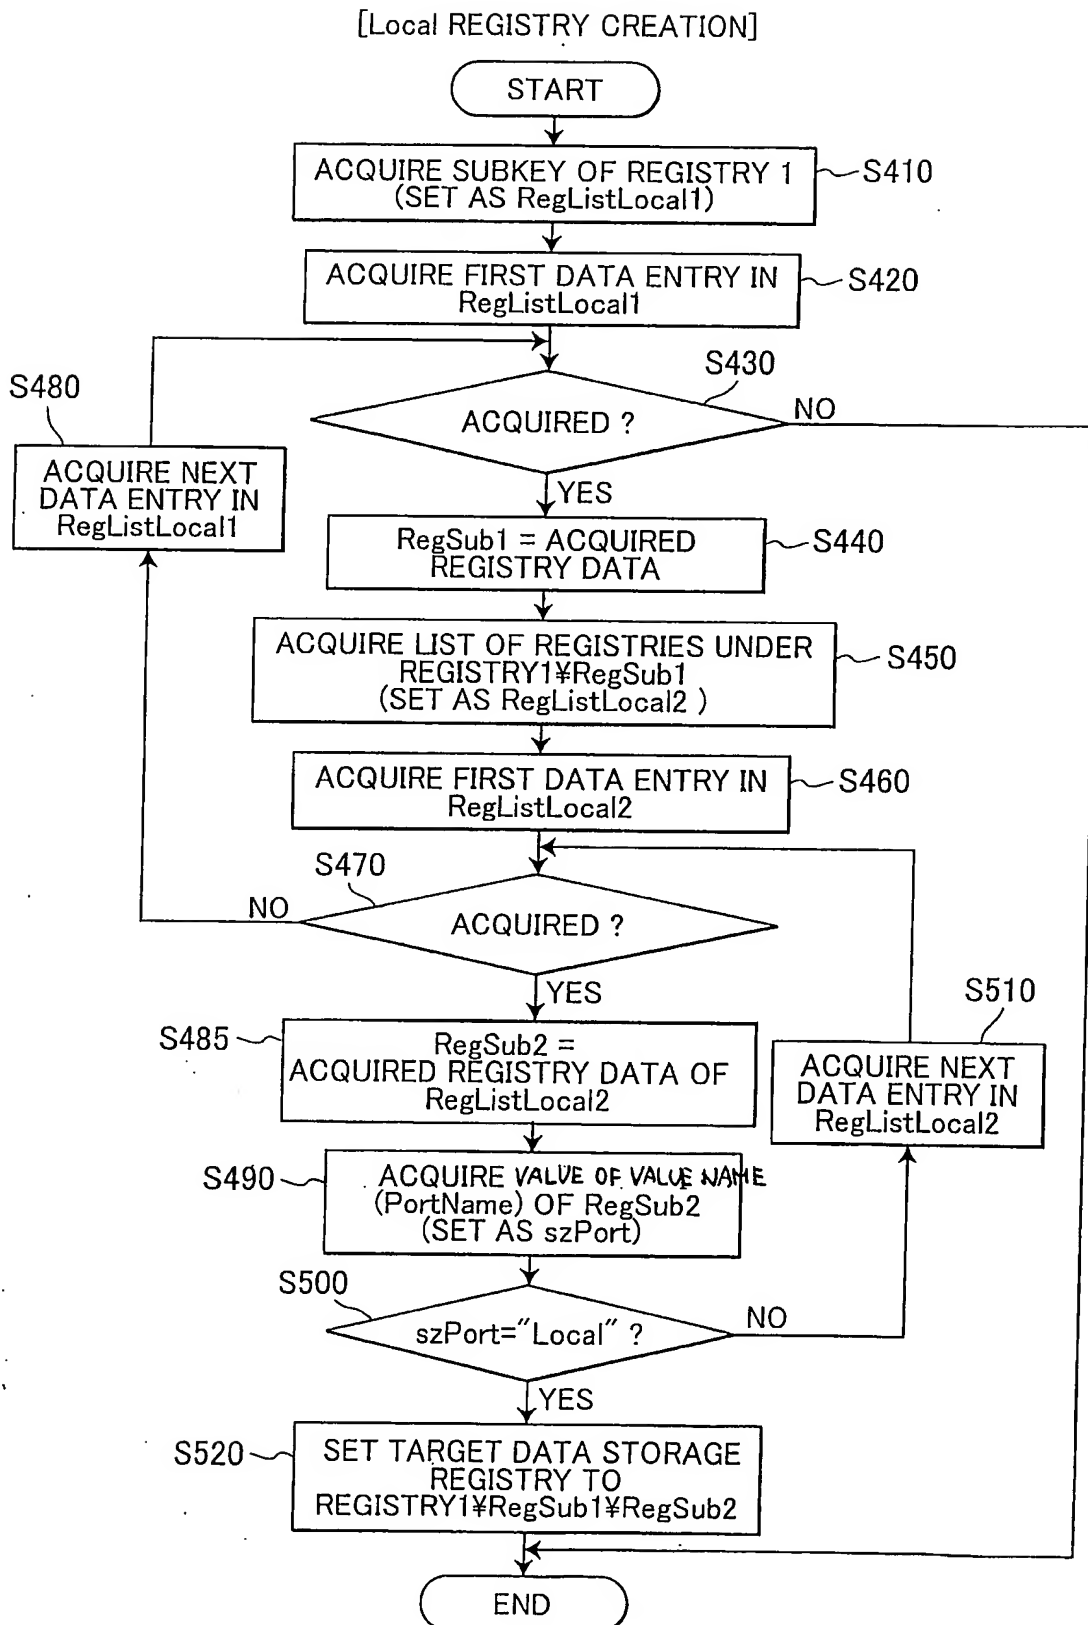 [Local REGISTRY CREATION]
START
ACQUIRE SUBKEY OF REGISTRY 1
(SET AS RegListLocal1)
S410
ACQUIRE FIRST DATA ENTRY IN
RegListLocal1
S420
S430
ACQUIRED ?
NO
YES
S480
ACQUIRE NEXT
DATA ENTRY IN
RegListLocal1
RegSub1 = ACQUIRED
REGISTRY DATA
S440
ACQUIRE LIST OF REGISTRIES UNDER
REGISTRY1¥RegSub1
(SET AS RegListLocal2 )
S450
ACQUIRE FIRST DATA ENTRY IN
RegListLocal2
S460
S470
NO
ACQUIRED ?
YES
S485
RegSub2 =
ACQUIRED REGISTRY DATA OF
RegListLocal2
S510
ACQUIRE NEXT
DATA ENTRY IN
RegListLocal2
S490
ACQUIRE VALUE OF VALUE NAME
(PortName) OF RegSub2
(SET AS szPort)
S500
szPort="Local" ?
NO
YES
S520
SET TARGET DATA STORAGE
REGISTRY TO
REGISTRY1¥RegSub1¥RegSub2
END